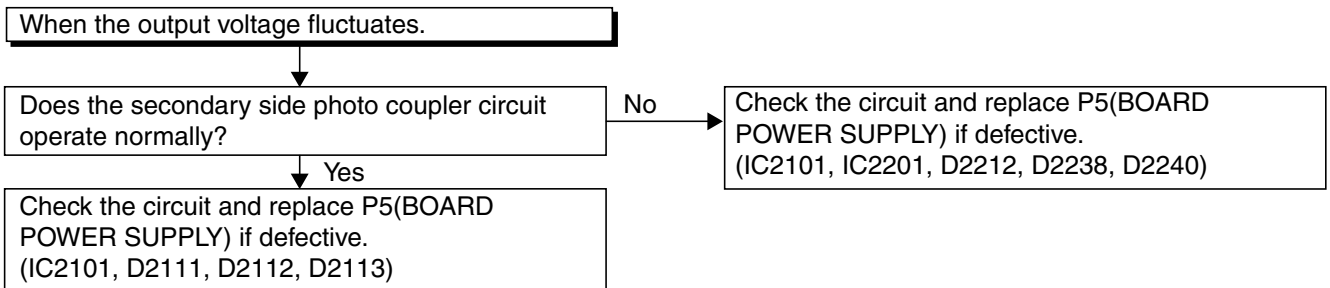 When the output voltage fluctuates.
Does the secondary side photo coupler circuit
operate normally?
No
Check the circuit and replace P5(BOARD
POWER SUPPLY) if defective.
(IC2101, IC2201, D2212, D2238, D2240)
Yes
Check the circuit and replace P5(BOARD
POWER SUPPLY) if defective.
(IC2101, D2111, D2112, D2113)